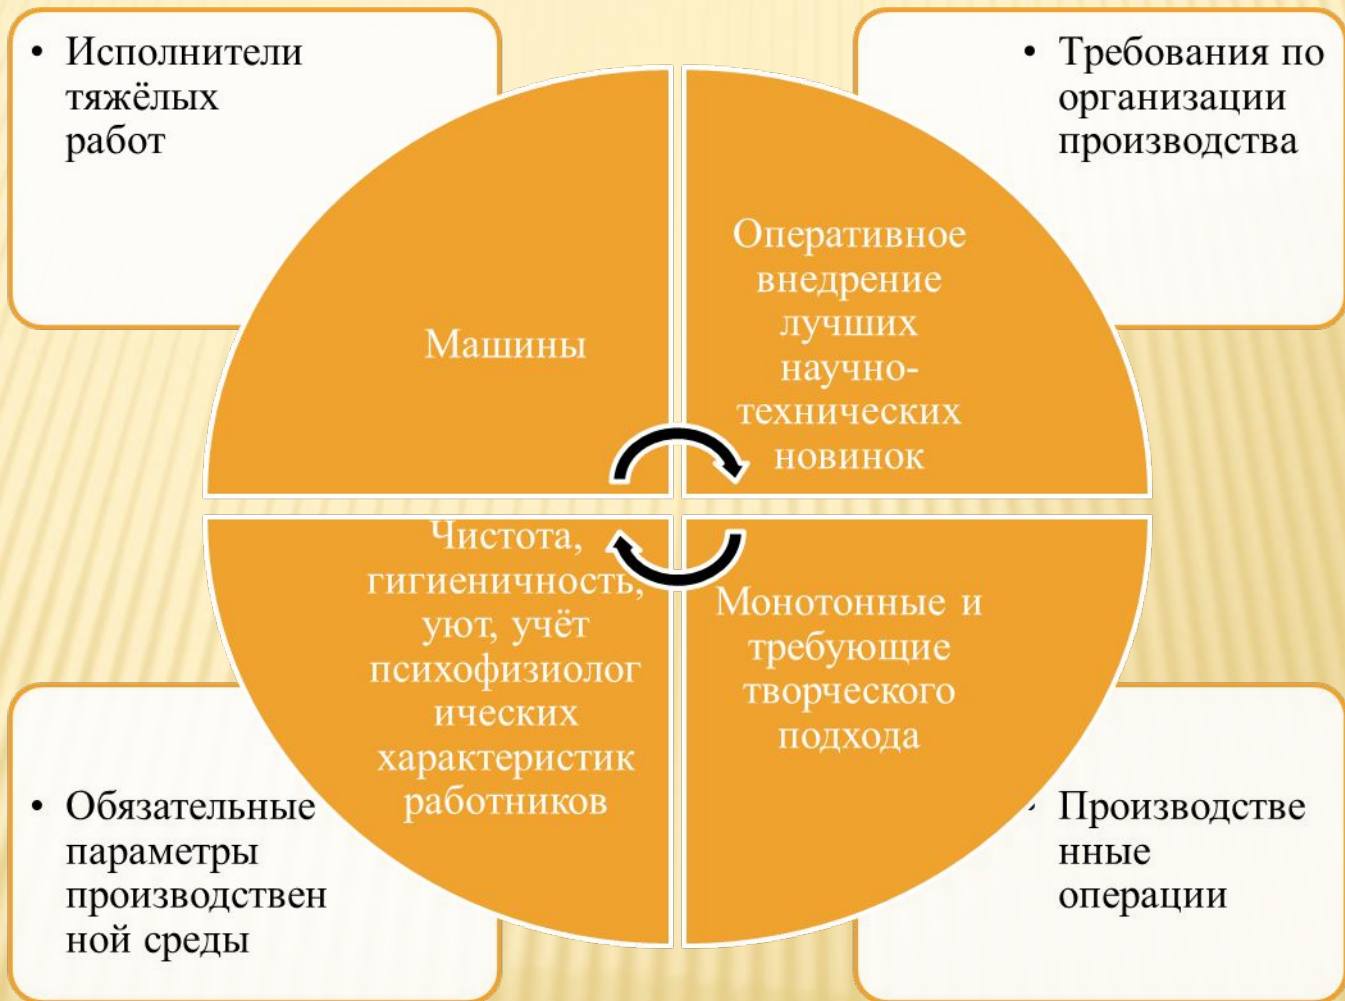 • Исполнители
тяжёлых
работ
• Требования по
организации
производства
Машины
Оперативное
внедрение
лучших
научно-
технических
новинок
Чистота,
гигиеничность,
уют, учёт
психофизиолог
ических
характеристик
работников
Монотонные и
требующие
творческого
подхода
• Обязательные
параметры
производствен
ной среды
• Производстве
нные
операции